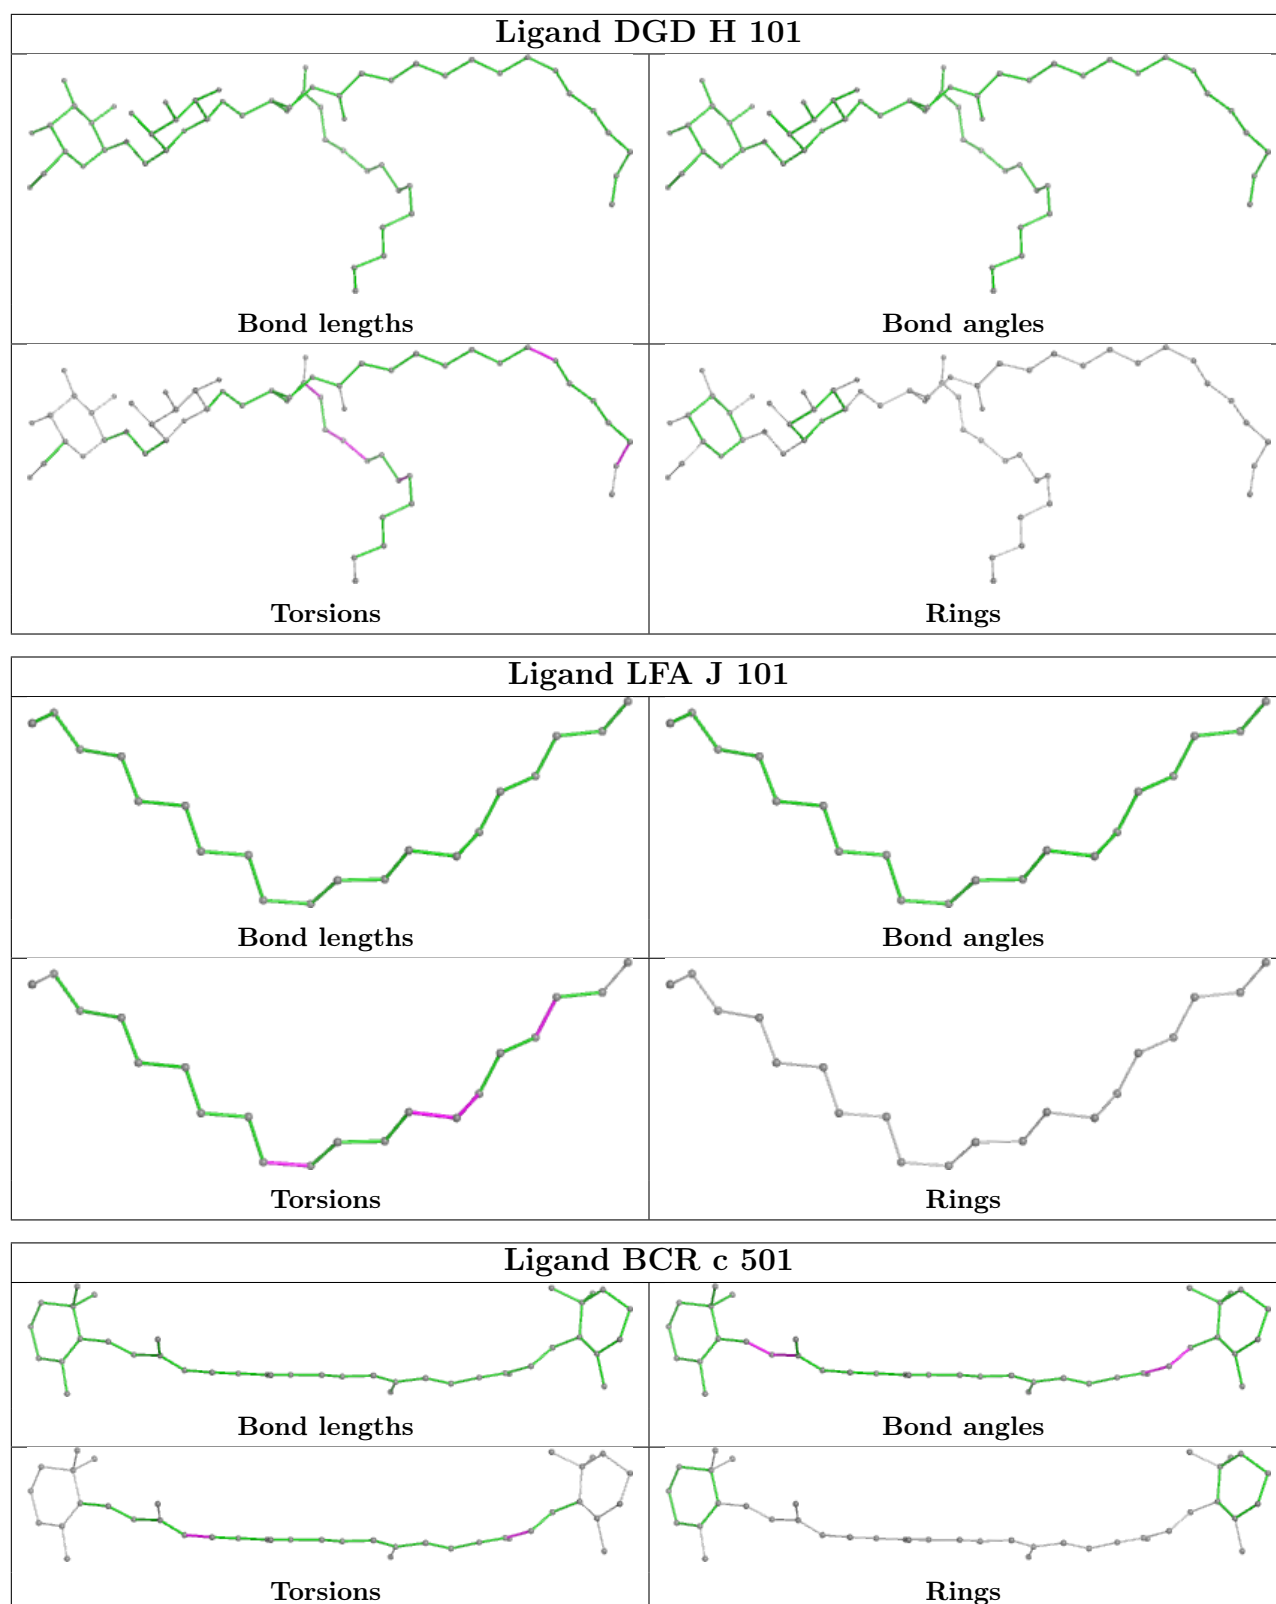 Ligand DGD H 101
Bond lengths
Bond angles
Torsions
Rings
Ligand LFA J 101
Bond lengths
Bond angles
Torsions
Rings
Ligand BCR c 501
Bond lengths
Bond angles
Torsions
Rings